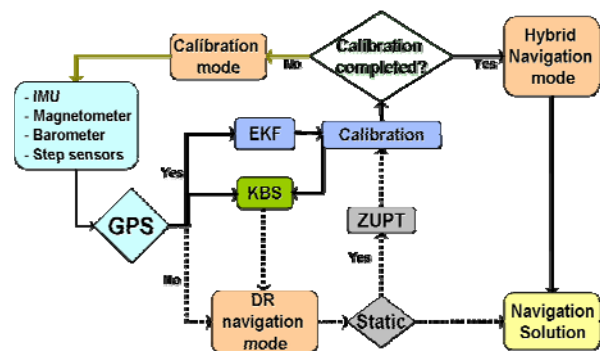 Calibration
mode
No
Calibration
completed?
Yes
Hybrid
Navigation
mode
- IMU
- Magnetometer
- Barometer
- Step sensors
EKF
Calibration
Yes
KBS
GPS
ZUPT
No
Yes
DR
navigation
mode
Static
Navigation
Solution